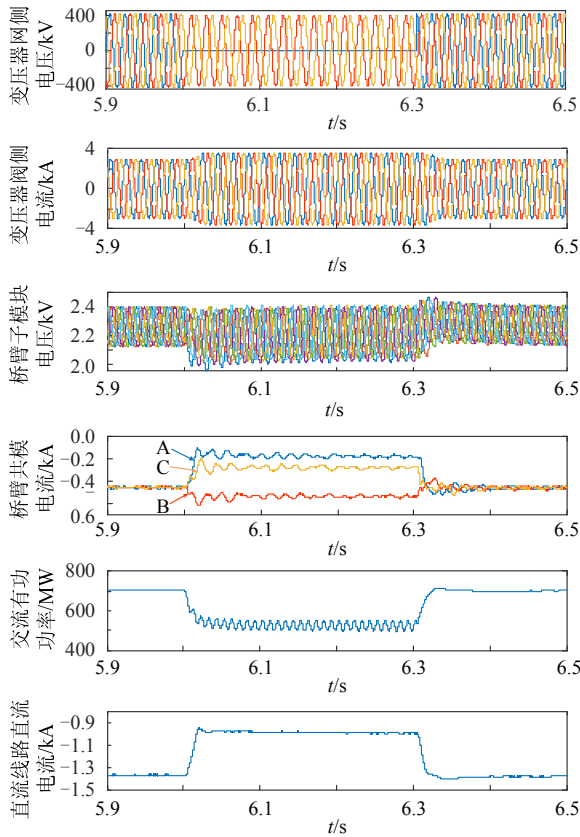 变压器网侧
电压/kV
400
0
−400
5.9 6.1 6.3 6.5
t/s
变压器阀侧
电流/kA
4
0
−4
5.9 6.1 6.3 6.5
t/s
桥臂子模块
电压/kV
2.4
2.2
2.0
5.9 6.1 6.3 6.5
t/s
桥臂共模
电流/kA
0.0
−0.2
−0.4
0.6
A
C
B
5.9 6.1 6.3 6.5
t/s
交流有功
功率/MW
800
600
400
5.9 6.1 6.3 6.5
t/s
直流线路直流
电流/kA
−0.9
−1.1
−1.3
−1.5
5.9 6.1 6.3 6.5
t/s